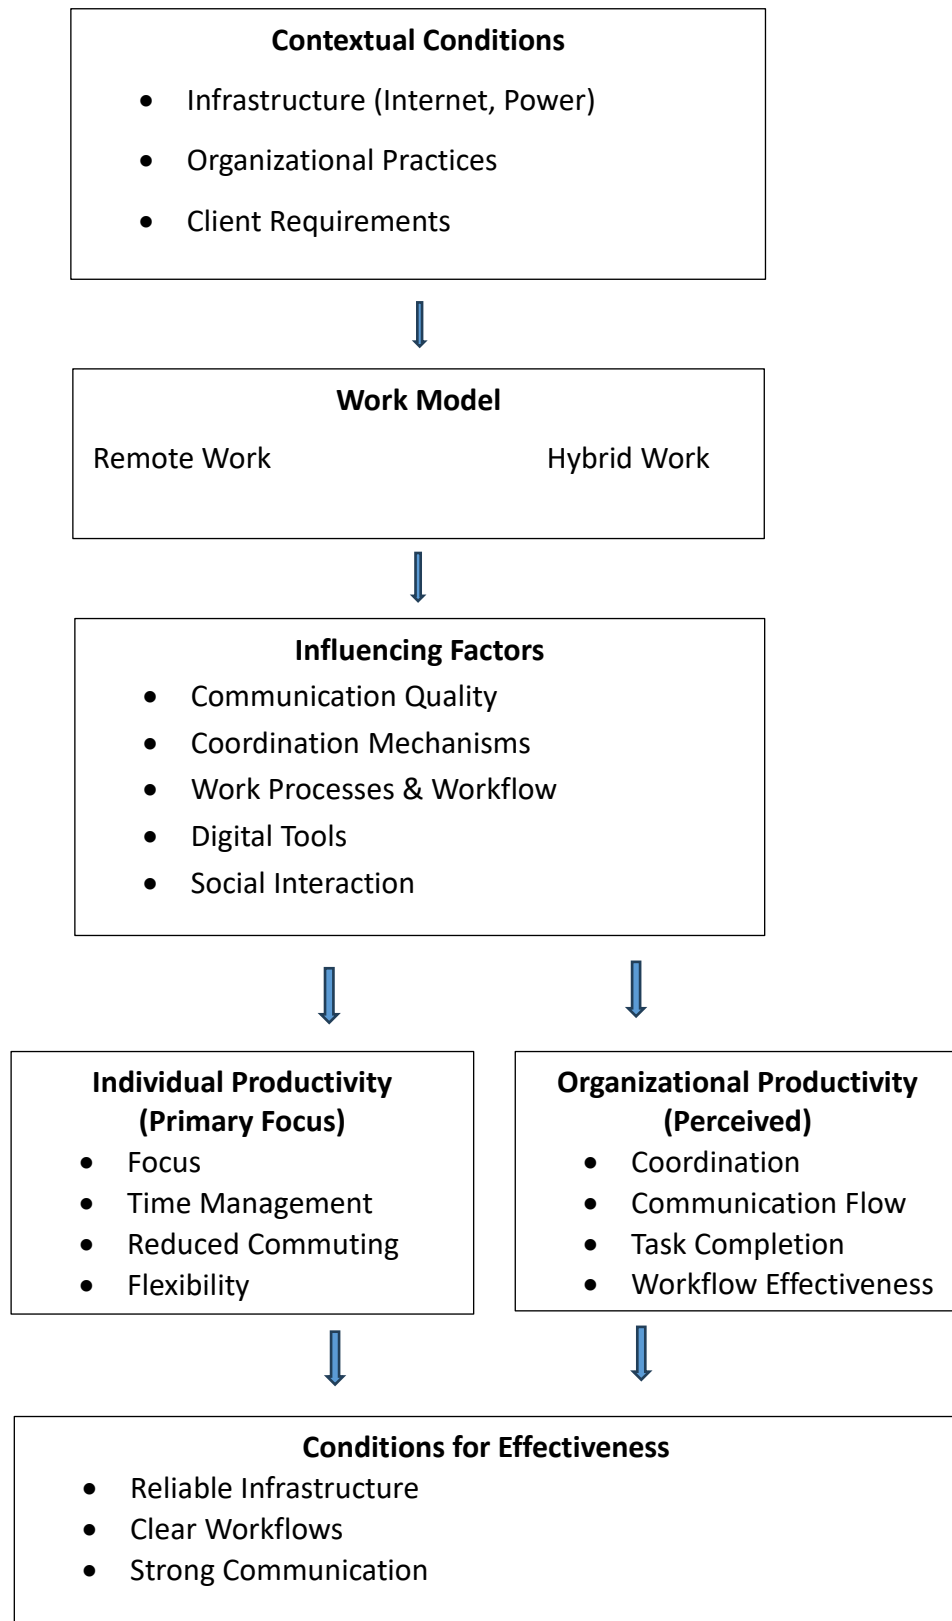 Contextual Conditions
• Infrastructure (Internet, Power)
• Organizational Practices
• Client Requirements
Work Model
Remote Work Hybrid Work
Influencing Factors
• Communication Quality
• Coordination Mechanisms
• Work Processes & Workflow
• Digital Tools
• Social Interaction
Individual Productivity
(Primary Focus)
• Focus
• Time Management
• Reduced Commuting
• Flexibility
Organizational Productivity
(Perceived)
• Coordination
• Communication Flow
• Task Completion
• Workflow Effectiveness
Conditions for Effectiveness
• Reliable Infrastructure
• Clear Workflows
• Strong Communication